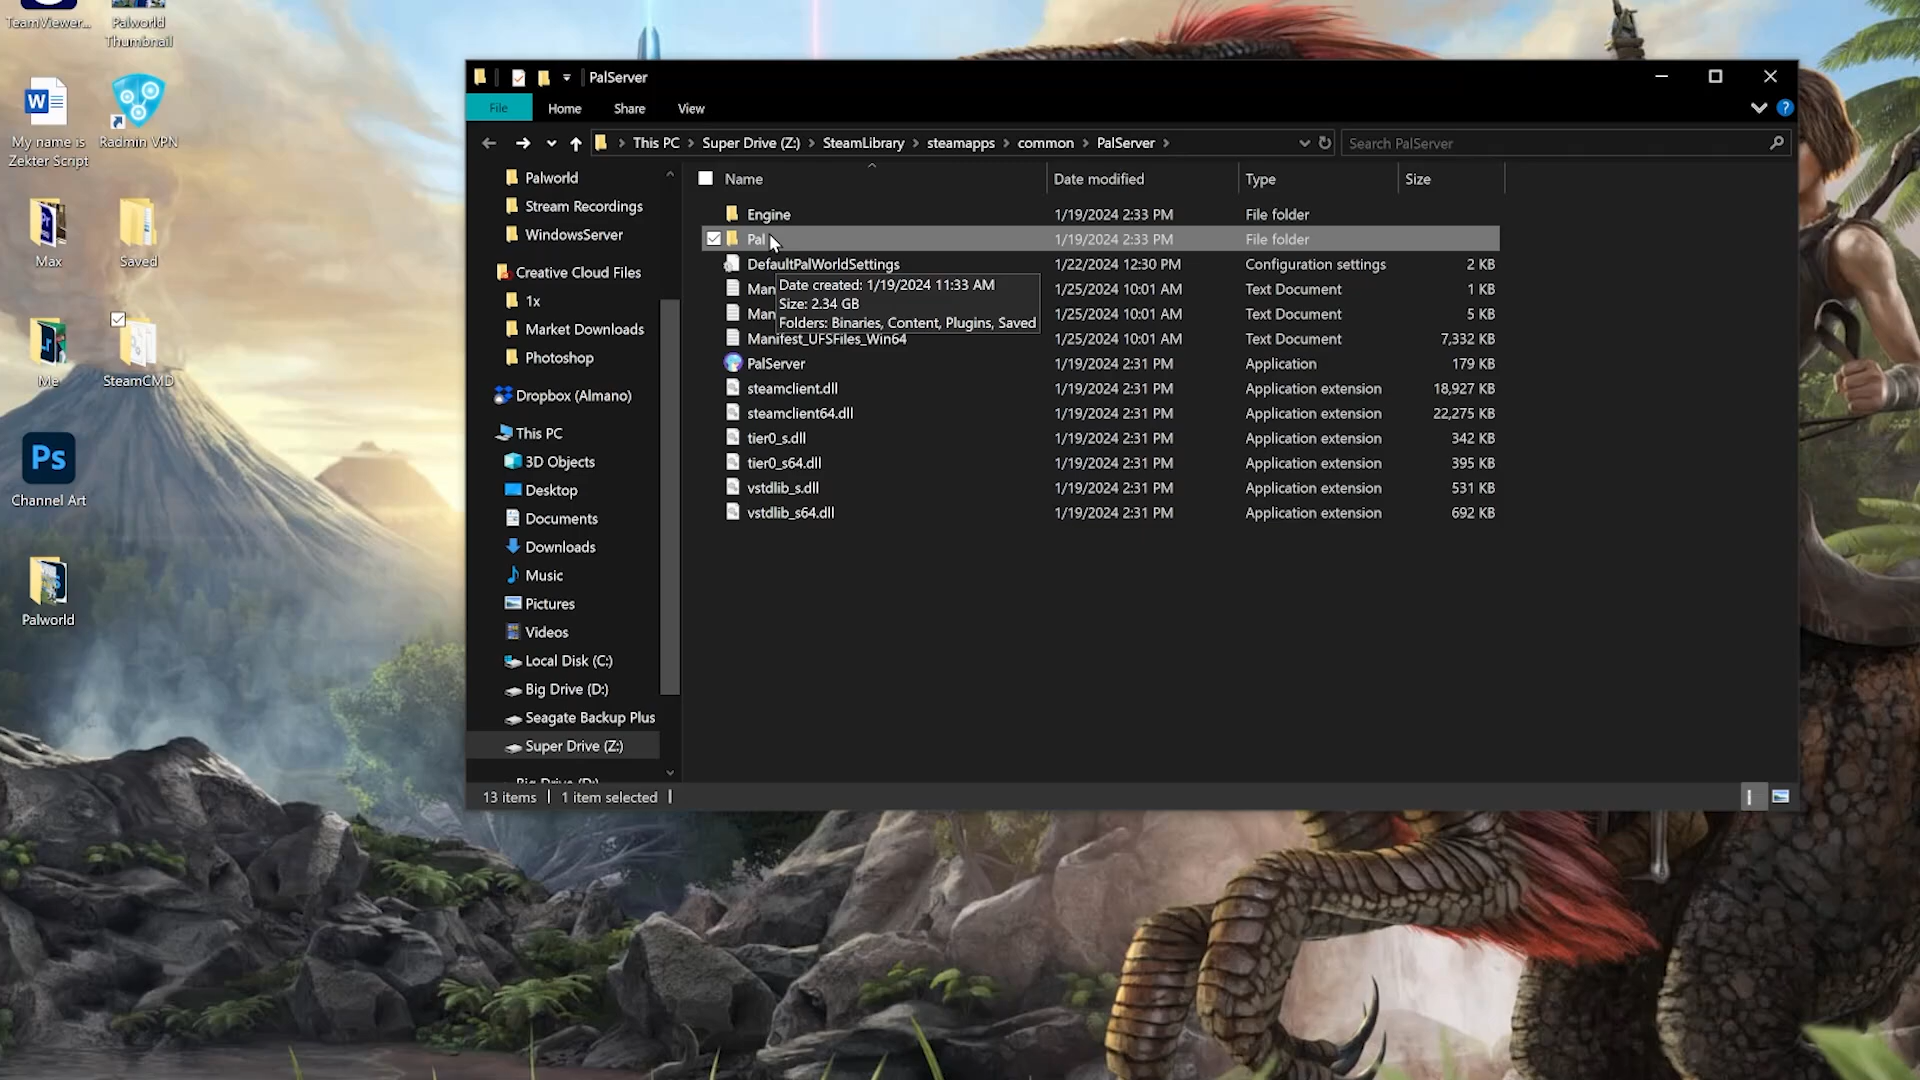 TeamViewer...
Palworld
Thumbnail
My name is
Zekter Script
Radmin VPN
Max
Saved
Me
SteamCMD
Ps
Channel Art
Palworld
PalServer
File
Home
Share
View
This PC
Super Drive (Z:)
SteamLibrary
steamapps
common
PalServer
Search PalServer
Palworld
Stream Recordings
WindowsServer
Creative Cloud Files
1x
Market Downloads
Photoshop
Dropbox (Almano)
This PC
3D Objects
Desktop
Documents
Downloads
Music
Pictures
Videos
Local Disk (C:)
Big Drive (D:)
Seagate Backup Plus
Super Drive (Z:)
Big Drive (D:)
Name Date modified Type Size
Engine 1/19/2024 2:33 PM File folder
Pal 1/19/2024 2:33 PM File folder
DefaultPalWorldSettings 1/22/2024 12:30 PM Configuration settings 2 KB
Man 1/25/2024 10:01 AM Text Document 1 KB
Man 1/25/2024 10:01 AM Text Document 5 KB
Manifest_UFSFiles_Win64 1/25/2024 10:01 AM Text Document 7,332 KB
PalServer 1/19/2024 2:31 PM Application 179 KB
steamclient.dll 1/19/2024 2:31 PM Application extension 18,927 KB
steamclient64.dll 1/19/2024 2:31 PM Application extension 22,275 KB
tier0_s.dll 1/19/2024 2:31 PM Application extension 342 KB
tier0_s64.dll 1/19/2024 2:31 PM Application extension 395 KB
vstdlib_s.dll 1/19/2024 2:31 PM Application extension 531 KB
vstdlib_s64.dll 1/19/2024 2:31 PM Application extension 692 KB
Date created: 1/19/2024 11:33 AM
Size: 2.34 GB
Folders: Binaries, Content, Plugins, Saved
13 items
1 item selected